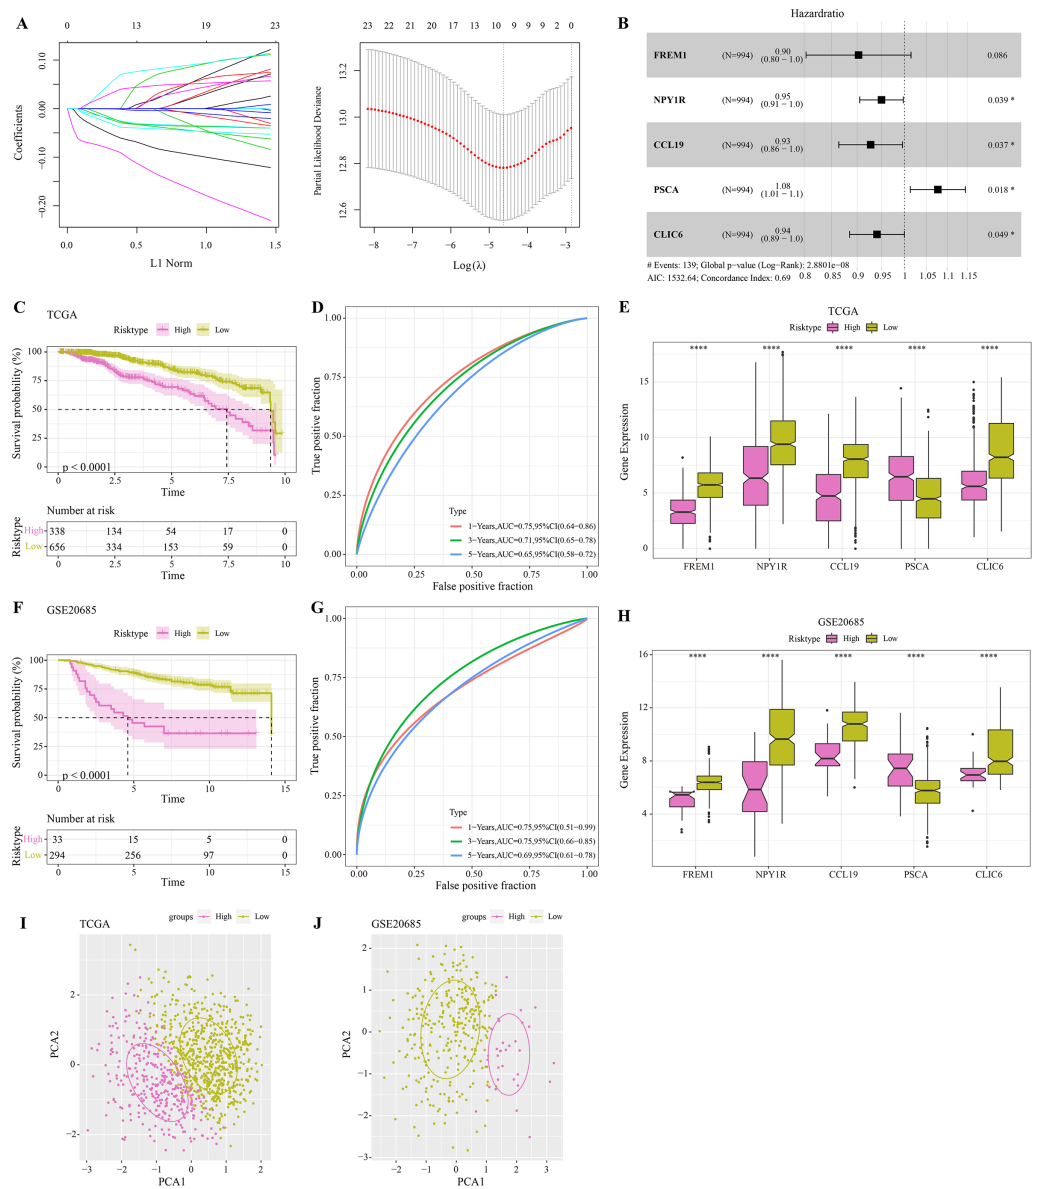 A
0 13 19 23
0.10
0.00
−0.10
−0.20
Coefficients
0.0 0.5 1.0 1.5
L1 Norm
23 22 21 20 17 13 10 9 9 2 0
13.2
13.0
12.8
12.6
Partial Likelihood Deviance
−8 −7 −6 −5 −4 −3
Log(λ)
B
Hazardratio
FREM1 (N=994) 0.90 (0.80 − 1.0) 0.086
NPY1R (N=994) 0.95 (0.91 − 1.0) 0.039 *
CCL19 (N=994) 0.93 (0.86 − 1.0) 0.037 *
PSCA (N=994) 1.08 (1.01 − 1.1) 0.018 *
CLIC6 (N=994) 0.94 (0.89 − 1.0) 0.049 *
# Events: 139; Global p−value (Log−Rank): 2.8801e−08
AIC: 1532.64; Concordance Index: 0.69
0.8 0.9 0.95 1 1.05 1.1 1.15
C
TCGA
Risktype High Low
Survival probability (%)
100
75
50
25
0
p < 0.0001
0 2.5 5 7.5 10
Time
Number at risk
Risktype
High 338 134 54 17 0
Low 656 334 153 59 0
0 2.5 5 7.5 10
Time
D
True positive fraction
1.00
0.75
0.50
0.25
0.00
Type
1−Years,AUC=0.75,95%CI(0.64−0.86)
3−Years,AUC=0.71,95%CI(0.65−0.78)
5−Years,AUC=0.65,95%CI(0.58−0.72)
0.00 0.25 0.50 0.75 1.00
False positive fraction
E
TCGA
Risktype High Low
**** **** **** **** ****
Gene Expression
15
10
5
0
FREM1 NPY1R CCL19 PSCA CLIC6
F
GSE20685
Risktype High Low
Survival probability (%)
100
75
50
25
0
p < 0.0001
0 5 10 15
Time
Number at risk
Risktype
High 33 15 5 0
Low 294 256 97 0
0 5 10 15
Time
G
True positive fraction
1.00
0.75
0.50
0.25
0.00
Type
1−Years,AUC=0.75,95%CI(0.51−0.99)
3−Years,AUC=0.75,95%CI(0.66−0.85)
5−Years,AUC=0.69,95%CI(0.61−0.78)
0.00 0.25 0.50 0.75 1.00
False positive fraction
H
GSE20685
Risktype High Low
**** **** **** **** ****
Gene Expression
16
12
8
4
FREM1 NPY1R CCL19 PSCA CLIC6
I
TCGA
groups High Low
PCA2
2
0
−2
−3 −2 −1 0 1 2
PCA1
J
GSE20685
groups High Low
PCA2
2
1
0
−1
−2
−3
−2 −1 0 1 2 3
PCA1